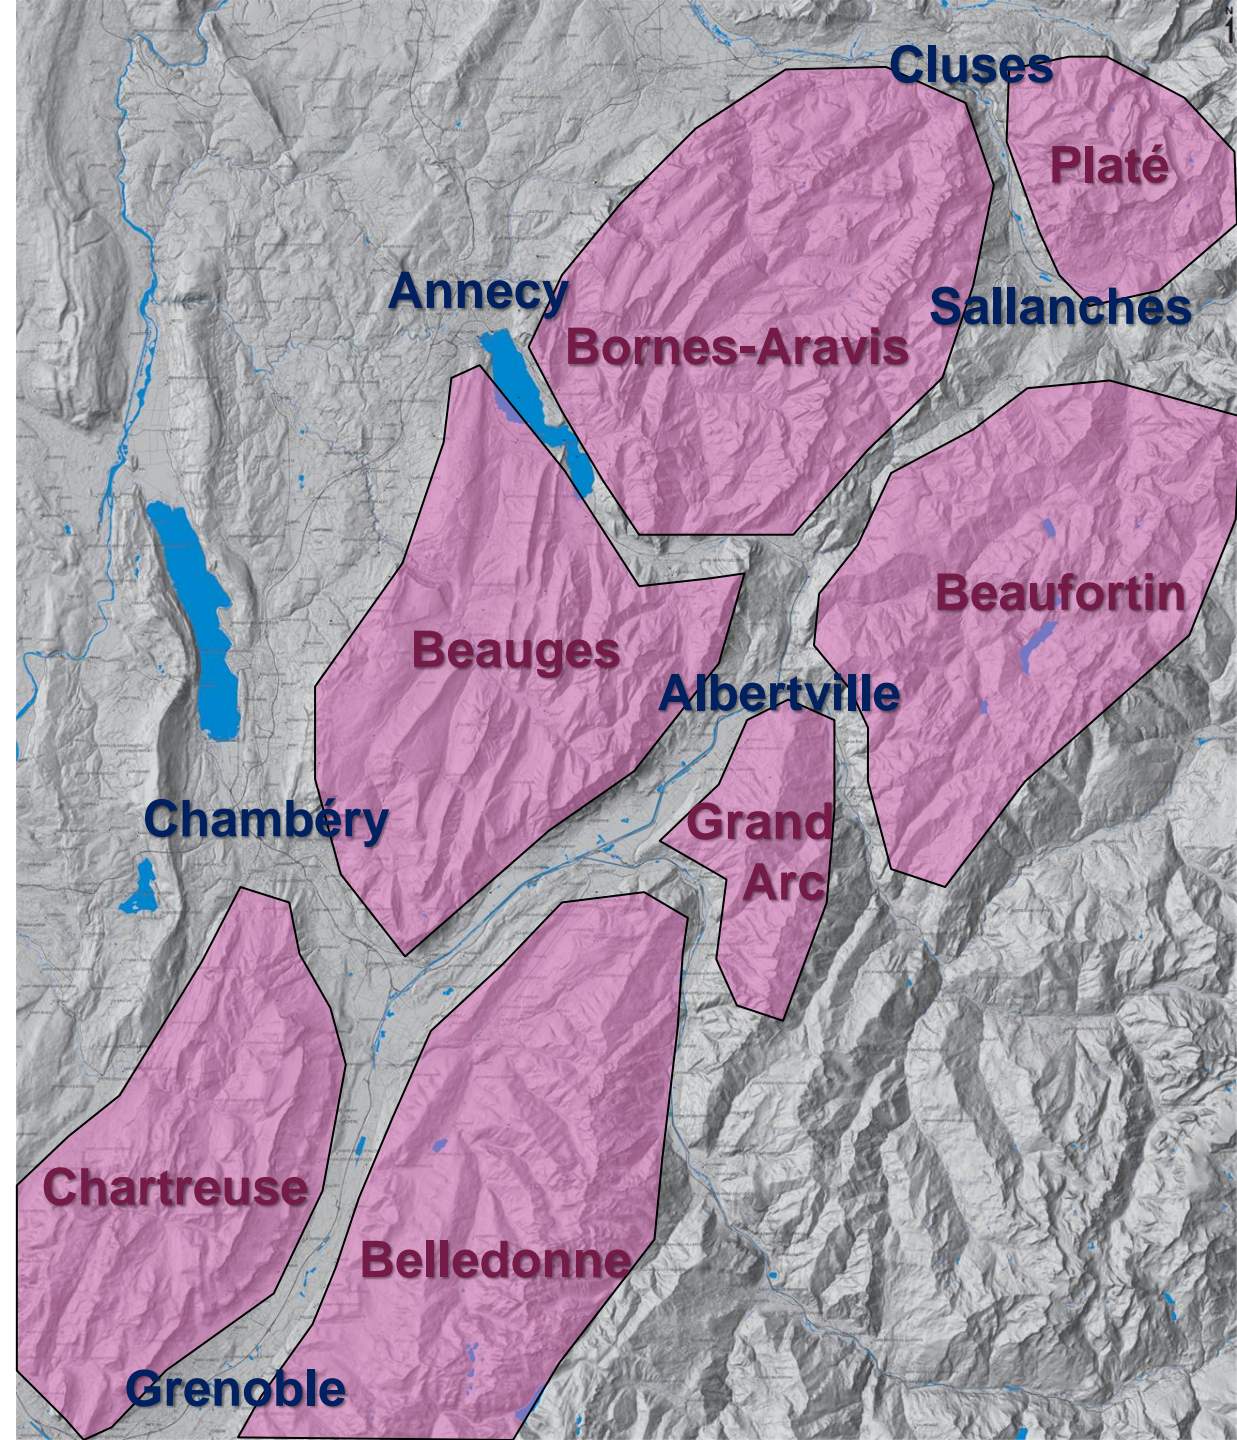 N
Cluses
Platé
Annecy
Sallanches
Bornes-Aravis
Beaufortin
Beauges
Albertville
Chambéry
Grand
Arc
Chartreuse
Belledonne
Grenoble